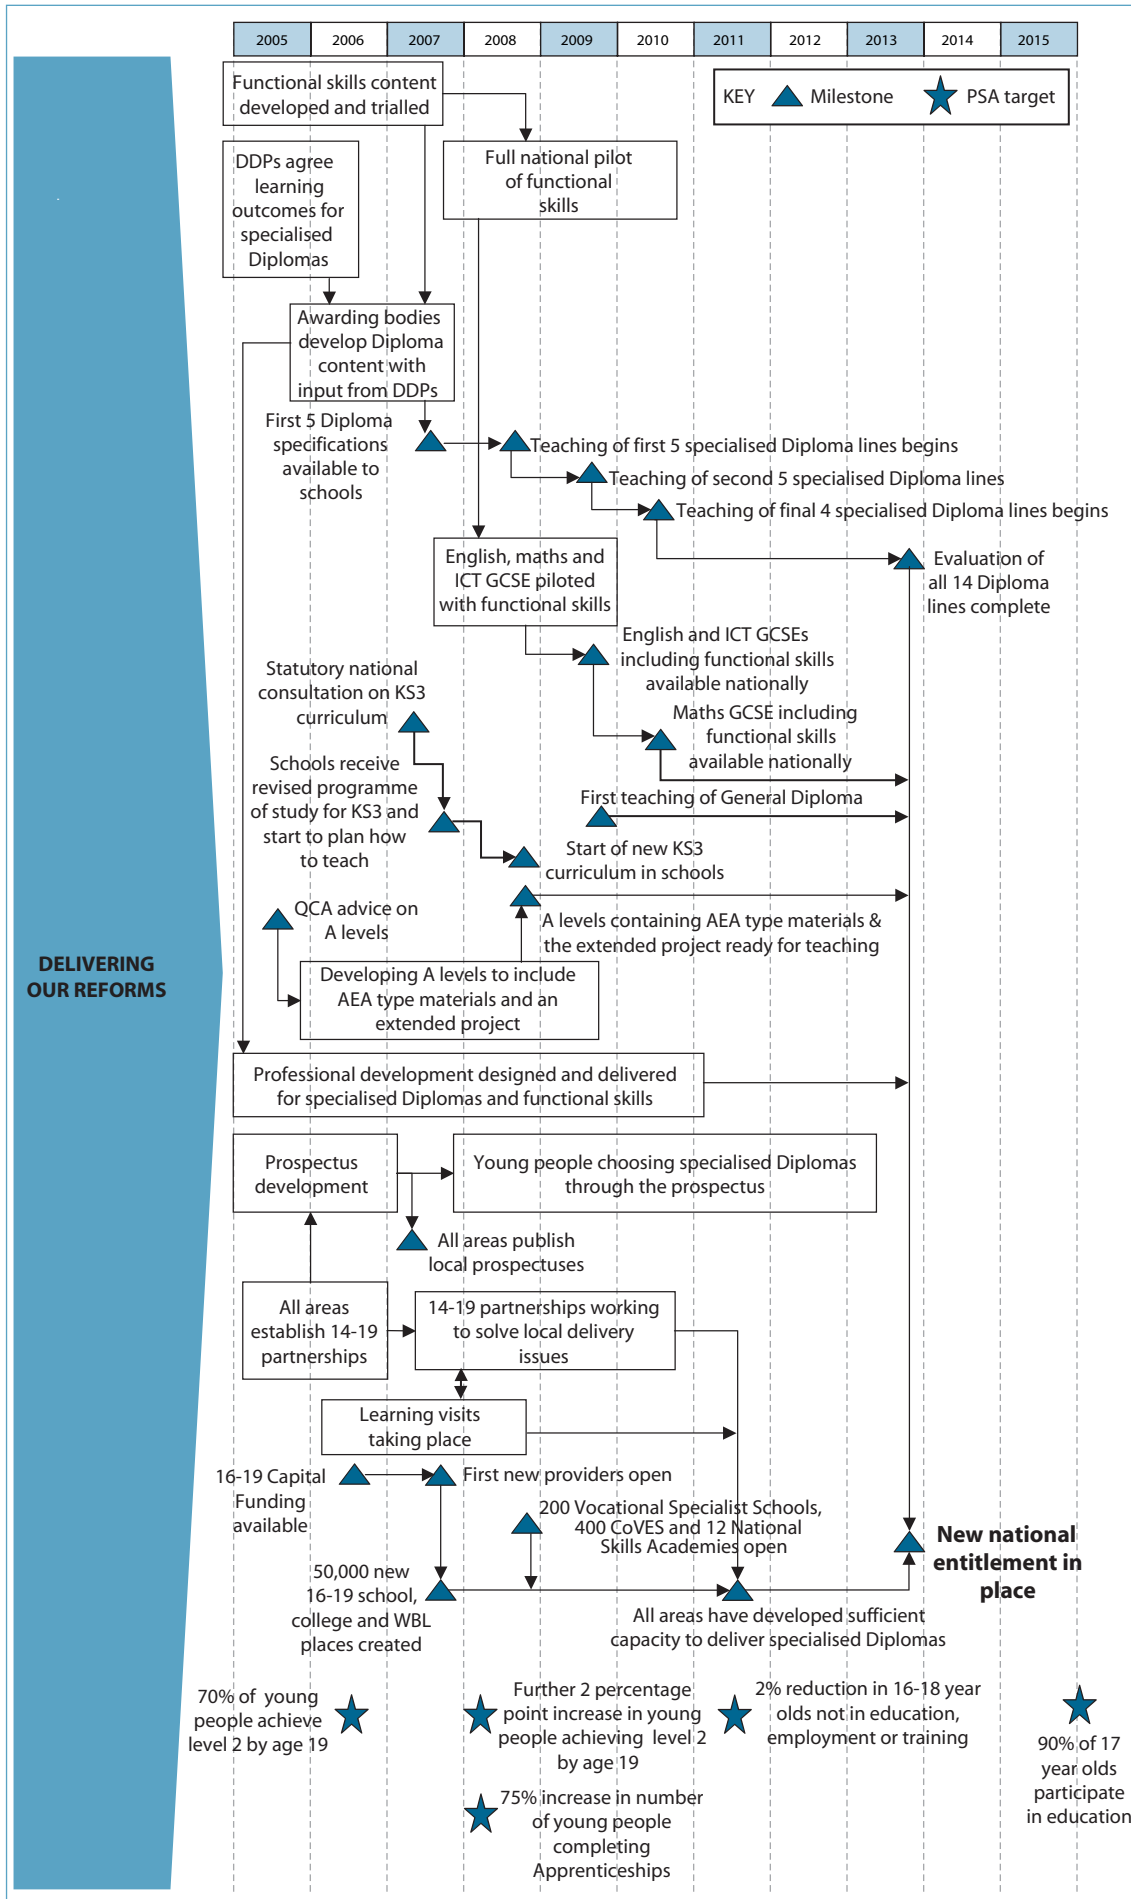 2005 2006 2007 2008 2009 2010 2011 2012 2013 2014 2015
KEY Milestone PSA target
Functional skills content
developed and trialled
DDPs agree
learning
outcomes for
specialised
Diplomas
Full national pilot
of functional
skills
Awarding bodies
develop Diploma
content with
input from DDPs
First 5 Diploma
specifications
available to
schools
Teaching of first 5 specialised Diploma lines begins
Teaching of second 5 specialised Diploma lines
Teaching of final 4 specialised Diploma lines begins
Evaluation of
all 14 Diploma
lines complete
English, maths and
ICT GCSE piloted
with functional skills
English and ICT GCSEs
including functional skills
available nationally
Statutory national
consultation on KS3
curriculum
Maths GCSE including
functional skills
available nationally
Schools receive
revised programme
of study for KS3 and
start to plan how
to teach
First teaching of General Diploma
Start of new KS3
curriculum in schools
QCA advice on
A levels
A levels containing AEA type materials &
the extended project ready for teaching
DELIVERING
OUR REFORMS
Developing A levels to include
AEA type materials and an
extended project
Professional development designed and delivered
for specialised Diplomas and functional skills
Prospectus
development
Young people choosing specialised Diplomas
through the prospectus
All areas publish
local prospectuses
All areas
establish 14-19
partnerships
14-19 partnerships working
to solve local delivery
issues
Learning visits
taking place
16-19 Capital
Funding
available
First new providers open
200 Vocational Specialist Schools,
400 CoVES and 12 National
Skills Academies open
New national
entitlement in
place
50,000 new
16-19 school,
college and WBL
places created
All areas have developed sufficient
capacity to deliver specialised Diplomas
70% of young
people achieve
level 2 by age 19
Further 2 percentage
point increase in young
people achieving level 2
by age 19
2% reduction in 16-18 year
olds not in education,
employment or training
90% of 17
year olds
participate
in education
75% increase in number
of young people
completing
Apprenticeships